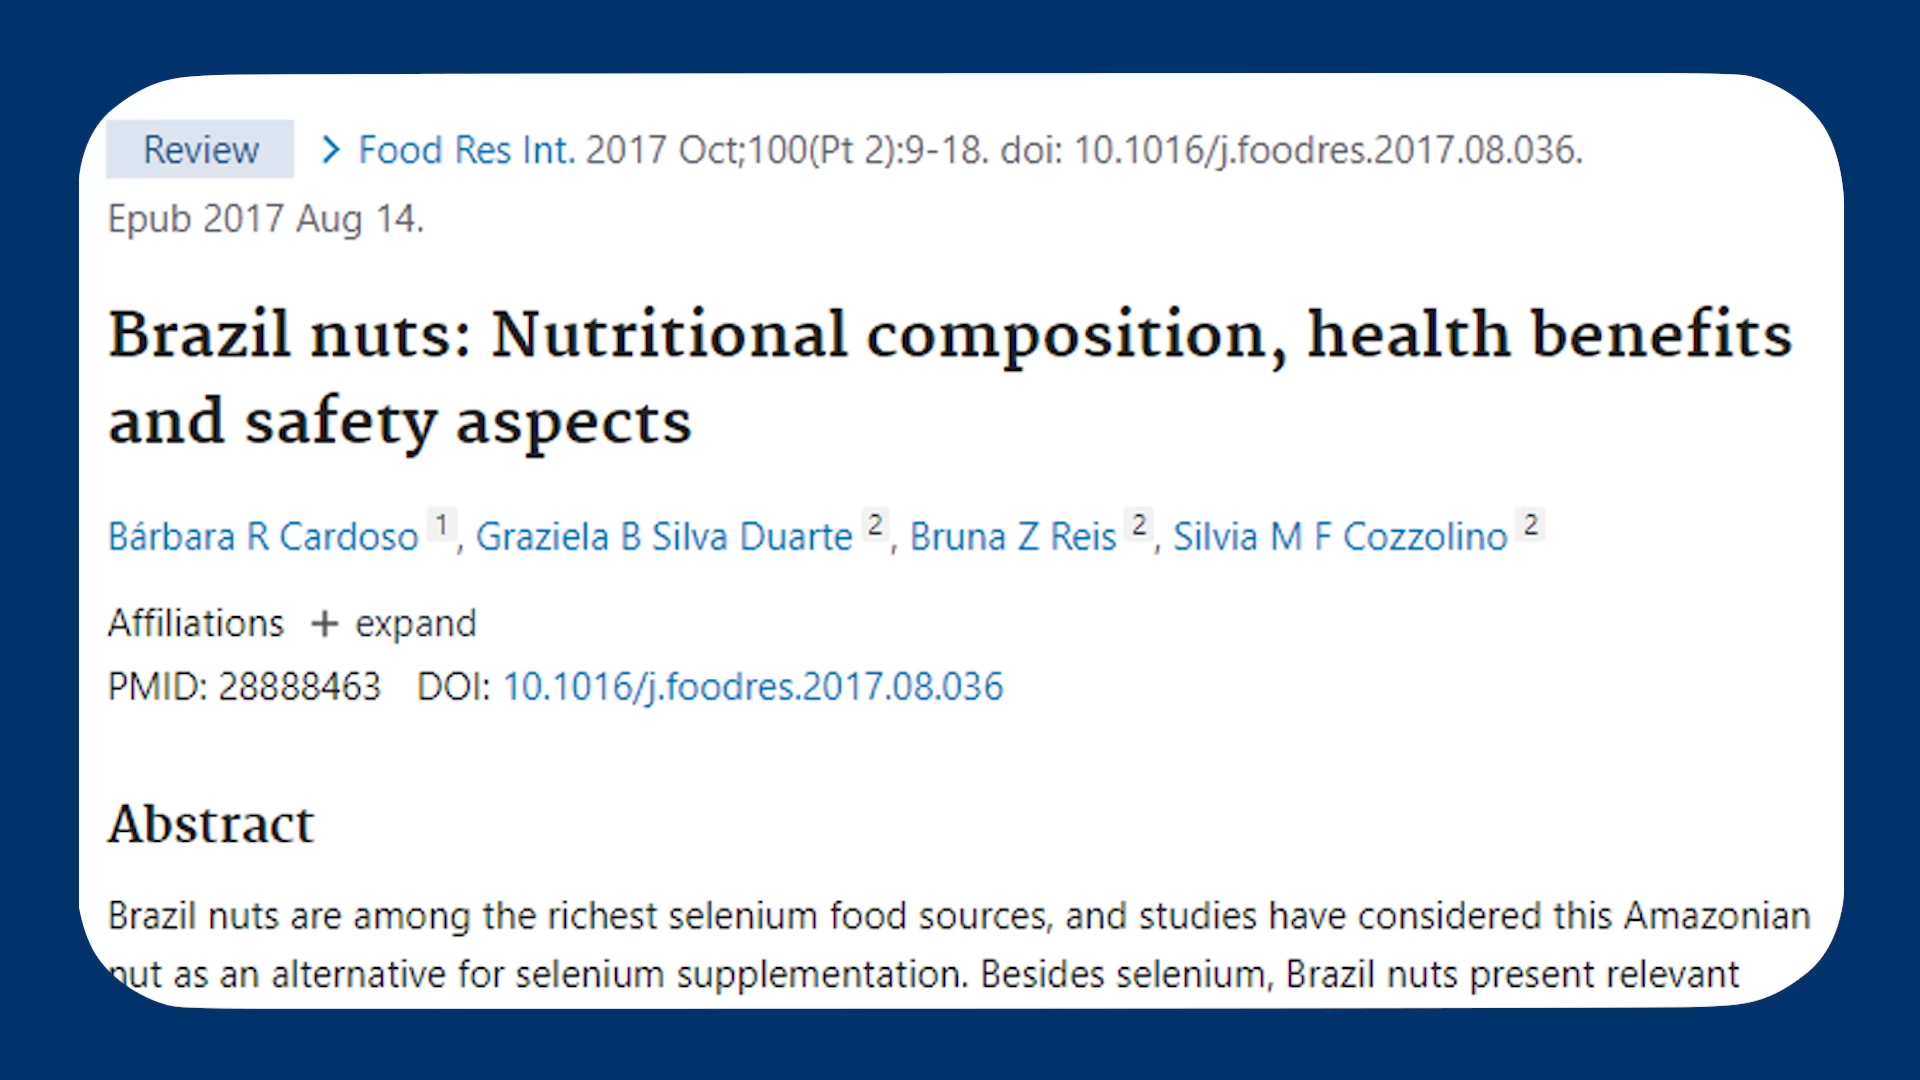 Review > Food Res Int. 2017 Oct;100(Pt 2):9-18. doi: 10.1016/j.foodres.2017.08.036.
Epub 2017 Aug 14.
Brazil nuts: Nutritional composition, health benefits
and safety aspects
Bárbara R Cardoso 1, Graziela B Silva Duarte 2, Bruna Z Reis 2, Silvia M F Cozzolino 2
Affiliations + expand
PMID: 28888463 DOI: 10.1016/j.foodres.2017.08.036
Abstract
Brazil nuts are among the richest selenium food sources, and studies have considered this Amazonian
nut as an alternative for selenium supplementation. Besides selenium, Brazil nuts present relevant